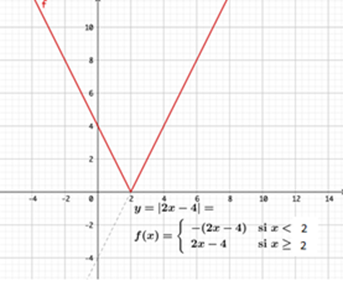 f
10
8
6
4
2
-4 -2 0 2 4 6 8 10 12 14
-2
-4
y = |2x − 4| =
f(x) = { −(2x − 4) si x < 2
2x − 4 si x ≥ 2